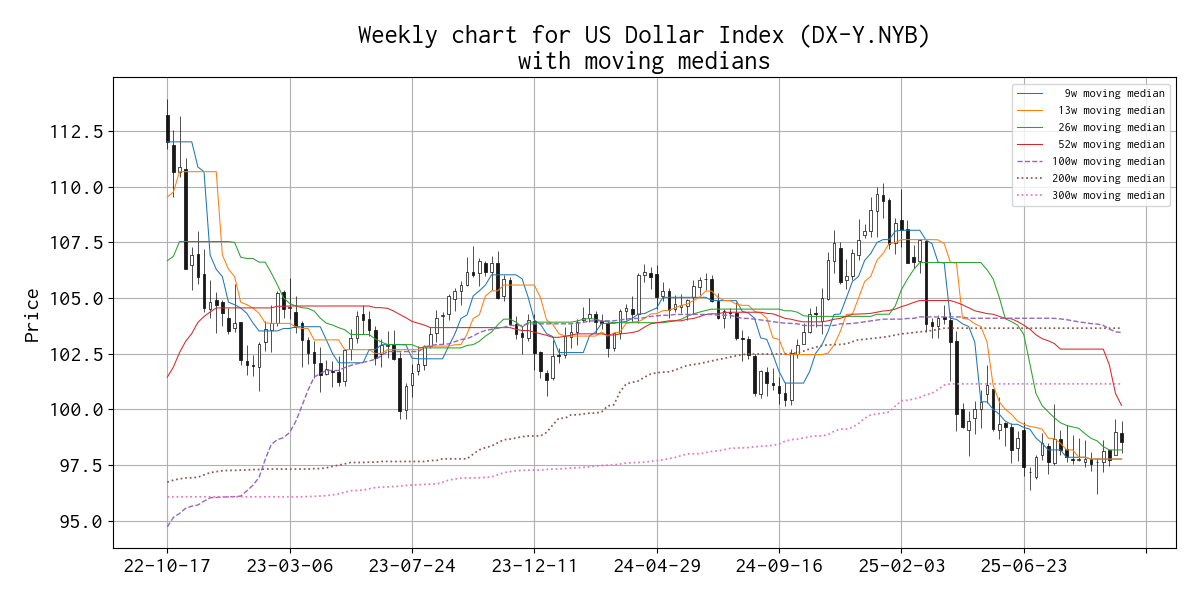 Weekly chart for US Dollar Index (DX-Y.NYB)
with moving medians
Price
112.5
110.0
107.5
105.0
102.5
100.0
97.5
95.0
9w moving median
13w moving median
26w moving median
52w moving median
100w moving median
200w moving median
300w moving median
22-10-17 23-03-06 23-07-24 23-12-11 24-04-29 24-09-16 25-02-03 25-06-23